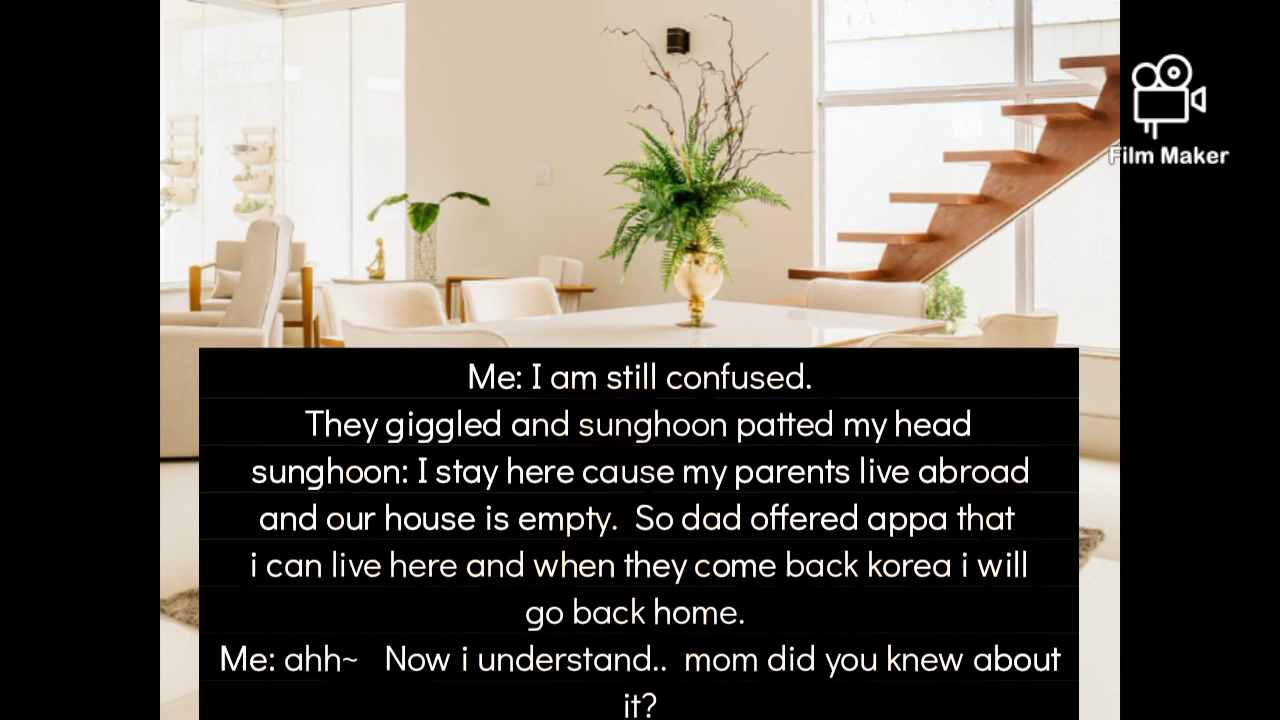 Film Maker
Me: I am still confused.
They giggled and sunghoon patted my head
sunghoon: I stay here cause my parents live abroad
and our house is empty.  So dad offered appa that
i can live here and when they come back korea i will
go back home.
Me: ahh~   Now i understand..  mom did you knew about
it?